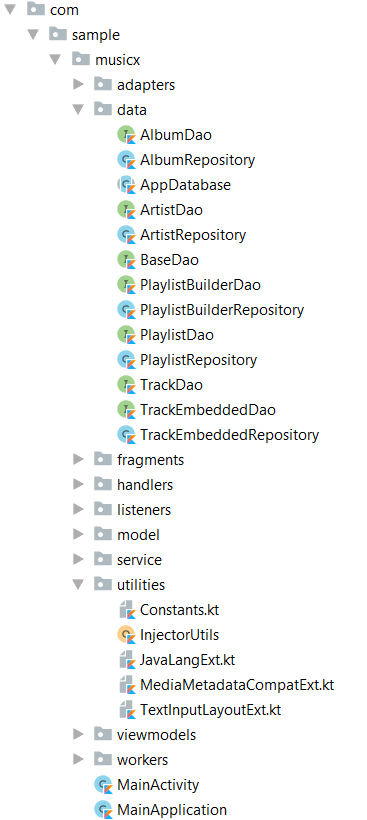 com
sample
musicx
adapters
data
AlbumDao
AlbumRepository
AppDatabase
ArtistDao
ArtistRepository
BaseDao
PlaylistBuilderDao
PlaylistBuilderRepository
PlaylistDao
PlaylistRepository
TrackDao
TrackEmbeddedDao
TrackEmbeddedRepository
fragments
handlers
listeners
model
service
utilities
Constants.kt
InjectorUtils
JavaLangExt.kt
MediaMetadataCompatExt.kt
TextInputLayoutExt.kt
viewmodels
workers
MainActivity
MainApplication